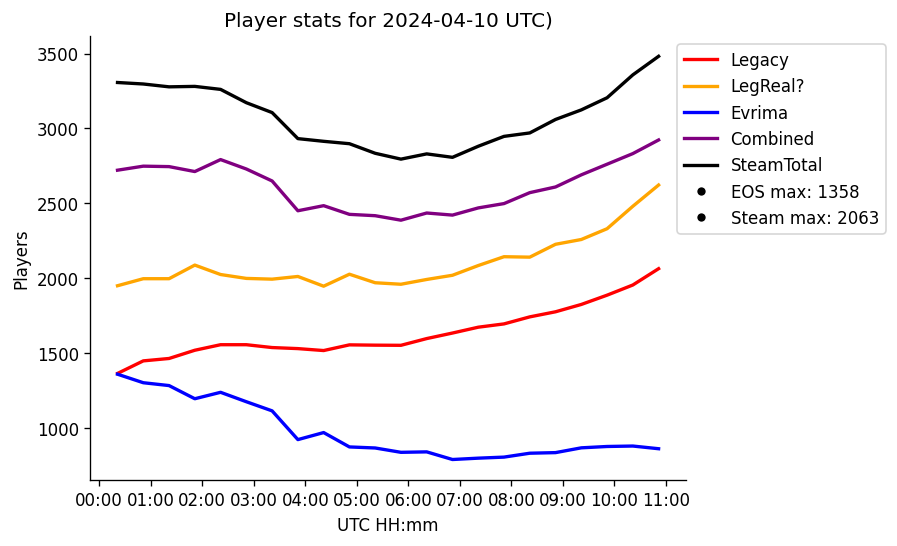 Player stats for 2024-04-10 UTC)
3500
3000
2500
2000
1500
1000
Players
00:00 01:00 02:00 03:00 04:00 05:00 06:00 07:00 08:00 09:00 10:00 11:00
UTC HH:mm
Legacy
LegReal?
Evrima
Combined
SteamTotal
EOS max: 1358
Steam max: 2063